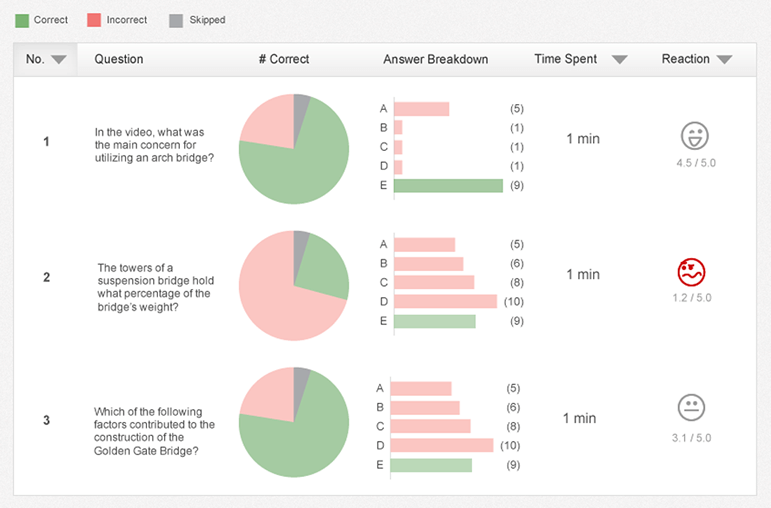 Correct Incorrect Skipped
No. Question # Correct Answer Breakdown Time Spent Reaction
1
In the video, what was
the main concern for
utilizing an arch bridge?
A (5)
B (1)
C (1)
D (1)
E (9)
1 min
4.5 / 5.0
2
The towers of a
suspension bridge hold
what percentage of the
bridge's weight?
A (5)
B (6)
C (8)
D (10)
E (9)
1 min
1.2 / 5.0
3
Which of the following
factors contributed to the
construction of the
Golden Gate Bridge?
A (5)
B (6)
C (8)
D (10)
E (9)
1 min
3.1 / 5.0